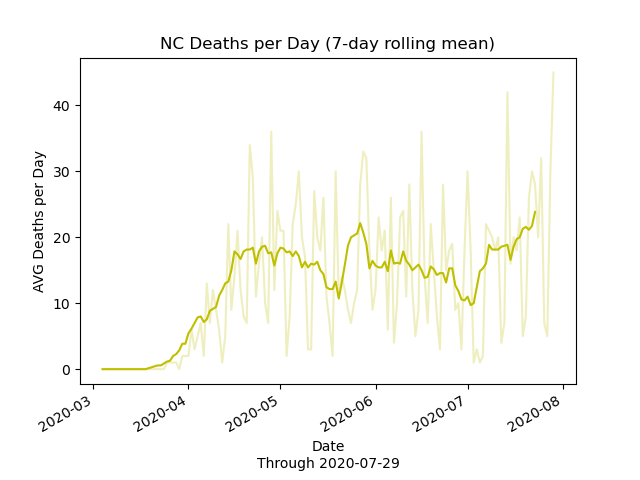 NC Deaths per Day (7-day rolling mean)
AVG Deaths per Day
40
30
20
10
0
2020-03
2020-04
2020-05
2020-06
2020-07
2020-08
Date
Through 2020-07-29